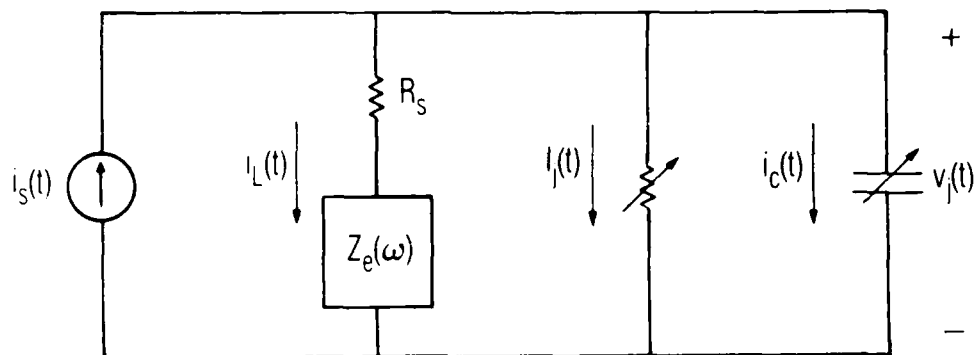 +
R_s
i_s(t)
i_L(t)
i_j(t)
i_c(t)
v_j(t)
Z_e(ω)
−